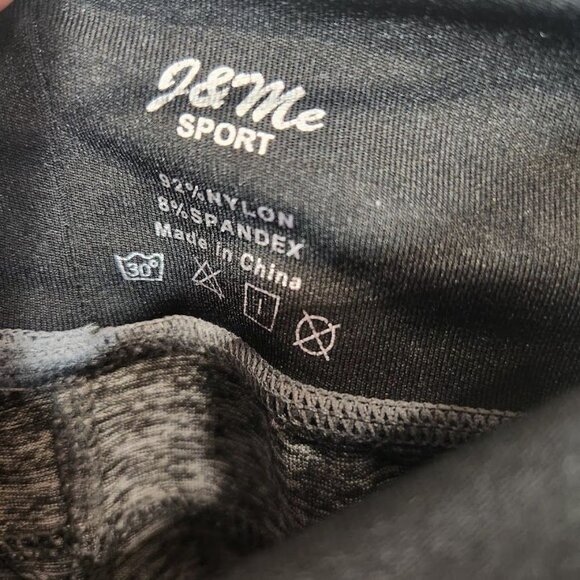 J&Me
SPORT
92%NYLON
8%SPANDEX
Made in China
30°